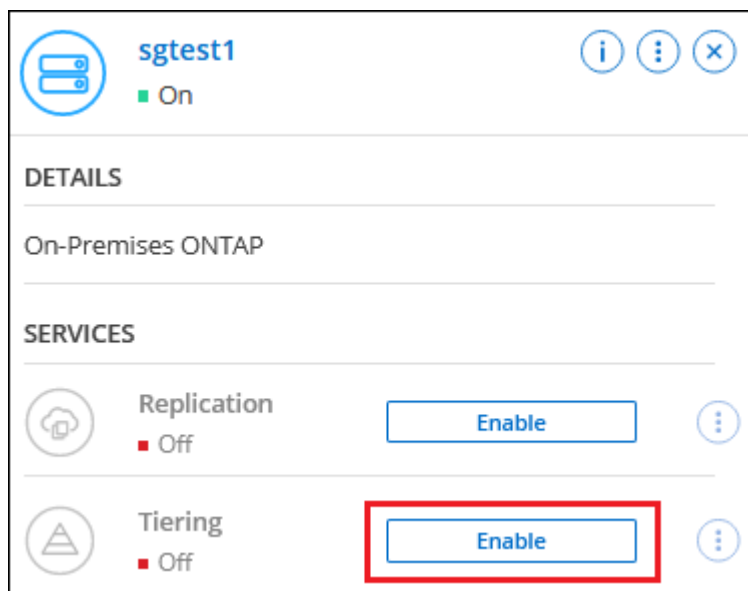 sgtest1
On
DETAILS
On-Premises ONTAP
SERVICES
Replication
Off
Enable
Tiering
Off
Enable